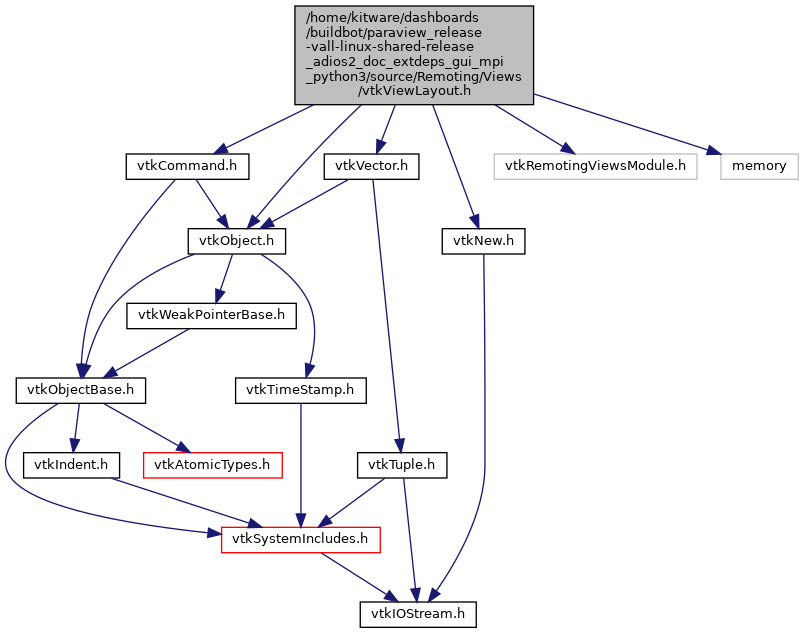 /home/kitware/dashboards
/buildbot/paraview_release
-vall-linux-shared-release
_adios2_doc_extdeps_gui_mpi
_python3/source/Remoting/Views
/vtkViewLayout.h
vtkCommand.h
vtkVector.h
vtkRemotingViewsModule.h
memory
vtkObject.h
vtkNew.h
vtkWeakPointerBase.h
vtkObjectBase.h
vtkTimeStamp.h
vtkIndent.h
vtkAtomicTypes.h
vtkTuple.h
vtkSystemIncludes.h
vtkIOStream.h